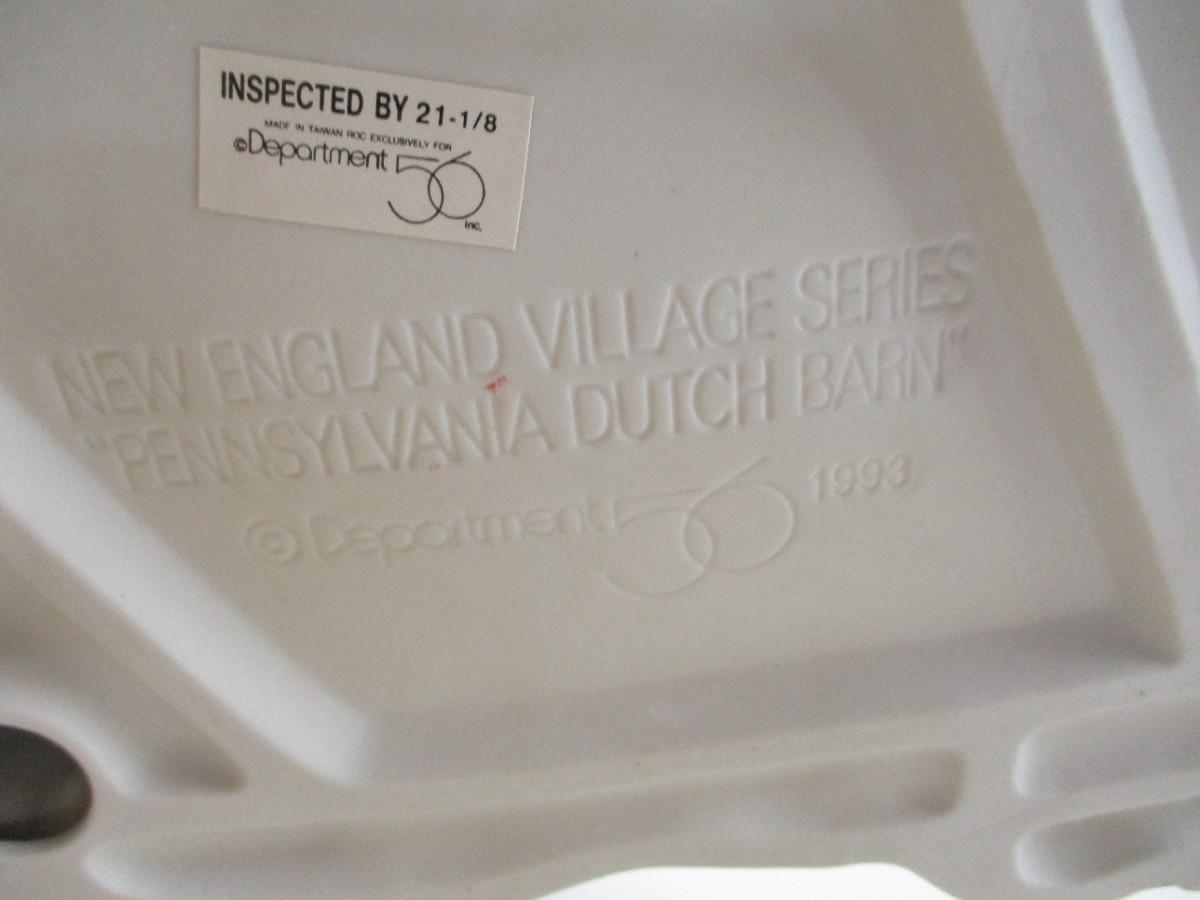 INSPECTED BY 21-1/8
MADE IN TAIWAN ROC EXCLUSIVELY FOR
©Department 56
inc.
NEW ENGLAND VILLAGE SERIES
"PENNSYLVANIA DUTCH BARN"
©Department 56 1993